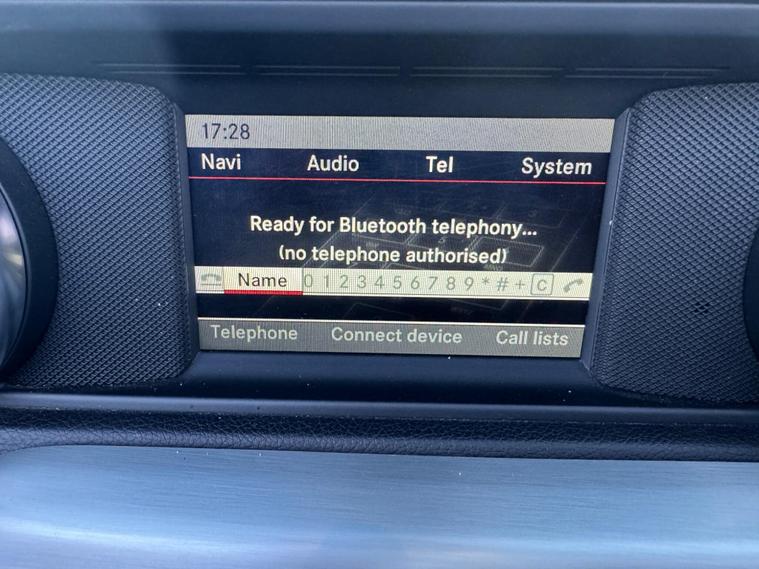 17:28
Navi Audio Tel System
Ready for Bluetooth telephony...
(no telephone authorised)
Name 0 1 2 3 4 5 6 7 8 9 * # + C
Telephone Connect device Call lists